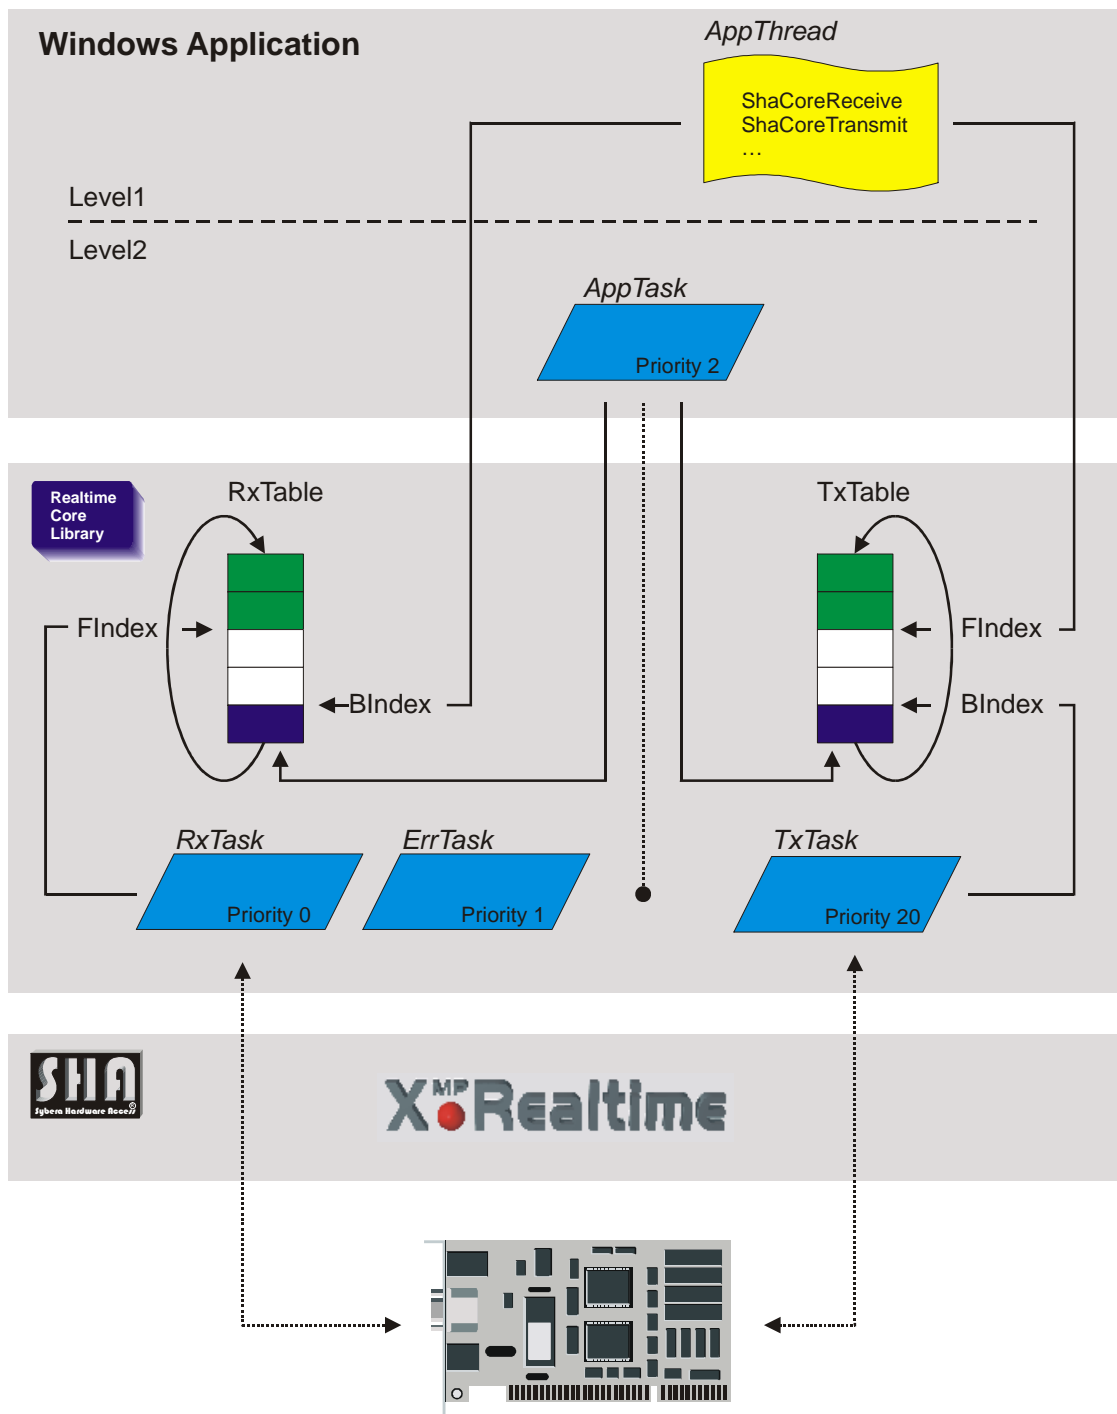 Windows Application
AppThread
ShaCoreReceive
ShaCoreTransmit
…
Level1
Level2
AppTask
Priority 2
Realtime
Core
Library
RxTable
TxTable
FIndex
FIndex
BIndex
BIndex
RxTask
ErrTask
TxTask
Priority 0
Priority 1
Priority 20
SHA
Sybera Hardware Access
®
X MP Realtime